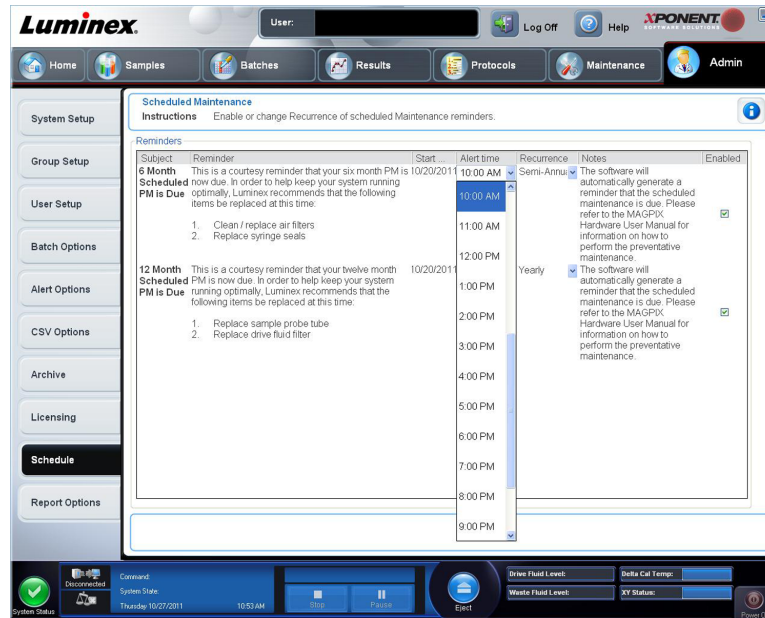 Luminex.
User:
Log Off
Help
XPONENT.
SOFTWARE SOLUTIONS
Home
Samples
Batches
Results
Protocols
Maintenance
Admin
System Setup
Group Setup
User Setup
Batch Options
Alert Options
CSV Options
Archive
Licensing
Schedule
Report Options
Scheduled Maintenance
Instructions Enable or change Recurrence of scheduled Maintenance reminders.
Reminders
Subject Reminder Start ... Alert time Recurrence Notes Enabled
6 Month Scheduled PM is Due
This is a courtesy reminder that your six month PM is
now due. In order to help keep your system running
optimally, Luminex recommends that the following
items be replaced at this time:
1. Clean / replace air filters
2. Replace syringe seals
10/20/2011
10:00 AM
Semi-Annu
The software will
automatically generate a
reminder that the scheduled
maintenance is due. Please
refer to the MAGPIX
Hardware User Manual for
information on how to
perform the preventative
maintenance.
12 Month Scheduled PM is Due
This is a courtesy reminder that your twelve month
PM is now due. In order to help keep your system
running optimally, Luminex recommends that the
following items be replaced at this time:
1. Replace sample probe tube
2. Replace drive fluid filter
10/20/2011
Yearly
The software will
automatically generate a
reminder that the scheduled
maintenance is due. Please
refer to the MAGPIX
Hardware User Manual for
information on how to
perform the preventative
maintenance.
10:00 AM
11:00 AM
12:00 PM
1:00 PM
2:00 PM
3:00 PM
4:00 PM
5:00 PM
6:00 PM
7:00 PM
8:00 PM
9:00 PM
System Status
Disconnected
Command:
System State:
Thursday 10/27/2011 10:53 AM
Stop
Pause
Eject
Drive Fluid Level:
Waste Fluid Level:
Delta Cal Temp:
XY Status: